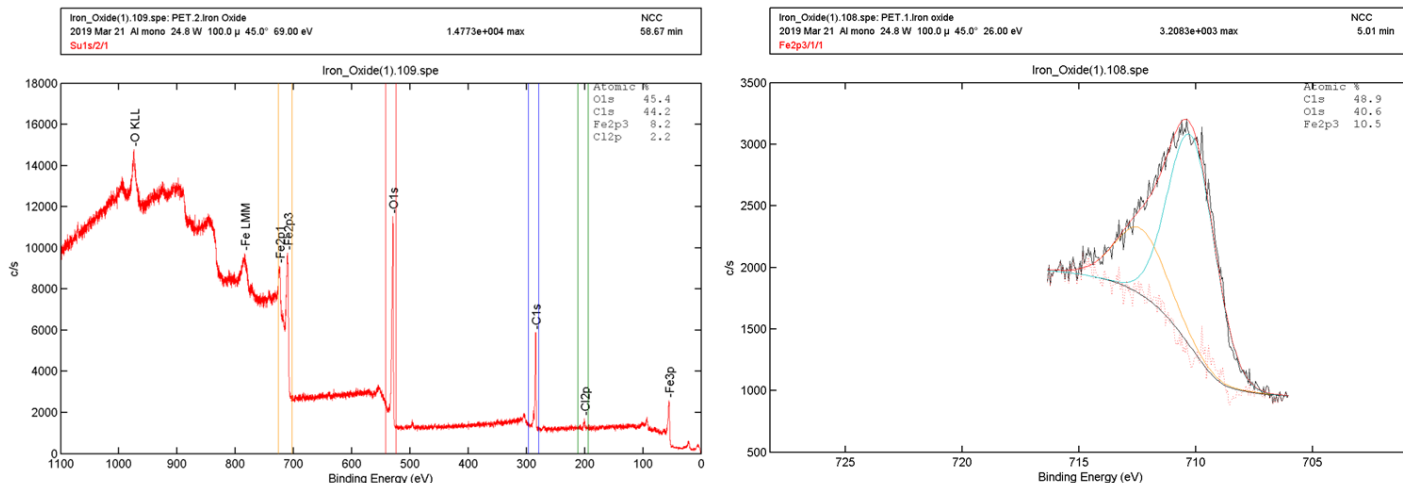 Iron_Oxide(1).109.spe: PET.2.Iron Oxide NCC
2019 Mar 21 Al mono 24.8 W 100.0 µ 45.0° 69.00 eV 1.4773e+004 max 58.67 min
Su1s/2/1
Iron_Oxide(1).109.spe
18000
16000
14000
12000
10000
8000
6000
4000
2000
0
c/s
Atomic %
O1s 45.4
C1s 44.2
Fe2p3 8.2
Cl2p 2.2
-O KLL
-Fe LMM
-Fe2p1
-Fe2p3
-O1s
-C1s
-Cl2p
-Fe3p
1100 1000 900 800 700 600 500 400 300 200 100 0
Binding Energy (eV)
Iron_Oxide(1).108.spe: PET.1.Iron oxide NCC
2019 Mar 21 Al mono 24.8 W 100.0 µ 45.0° 26.00 eV 3.2083e+003 max 5.01 min
Fe2p3/1/1
Iron_Oxide(1).108.spe
3500
3000
2500
2000
1500
1000
500
c/s
Atomic %
C1s 48.9
O1s 40.6
Fe2p3 10.5
725 720 715 710 705
Binding Energy (eV)